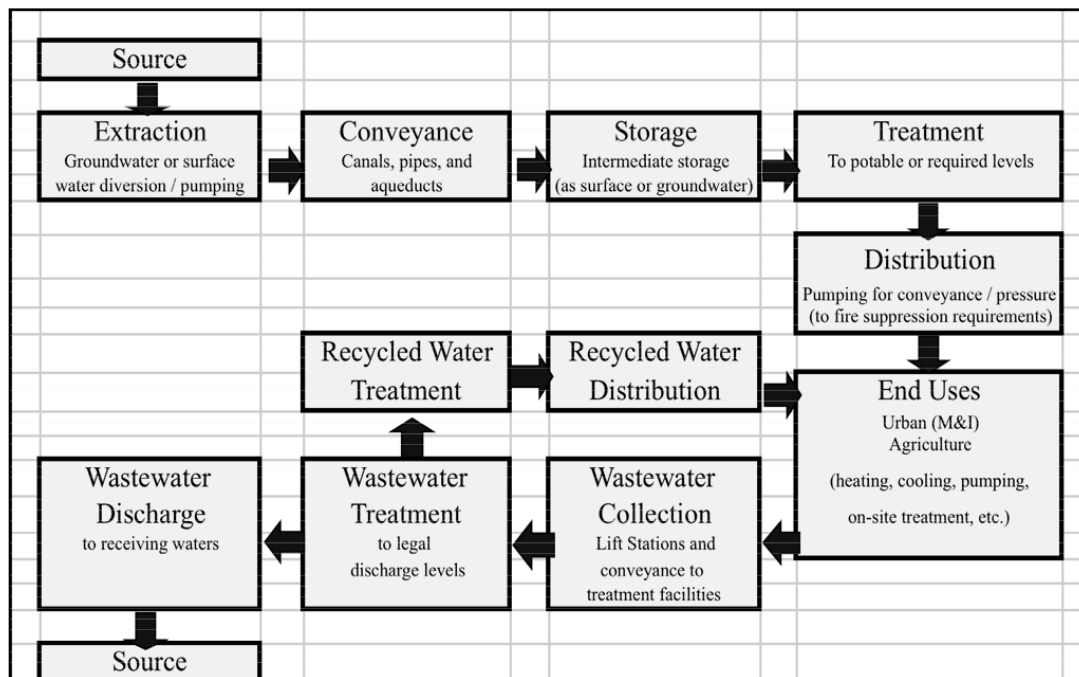 Source
Extraction
Groundwater or surface
water diversion / pumping
Conveyance
Canals, pipes, and
aqueducts
Storage
Intermediate storage
(as surface or groundwater)
Treatment
To potable or required levels
Distribution
Pumping for conveyance / pressure
(to fire suppression requirements)
Recycled Water
Treatment
Recycled Water
Distribution
End Uses
Urban (M&I)
Agriculture
(heating, cooling, pumping,
on-site treatment, etc.)
Wastewater
Discharge
to receiving waters
Wastewater
Treatment
to legal
discharge levels
Wastewater
Collection
Lift Stations and
conveyance to
treatment facilities
Source